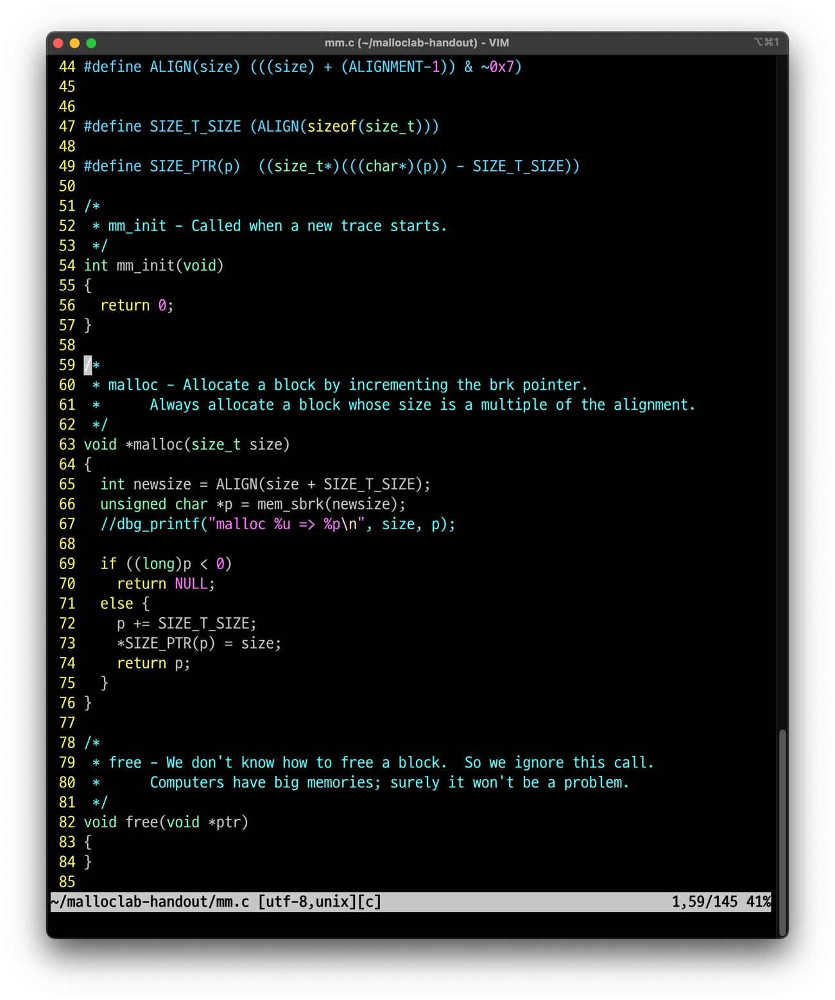 mm.c (~/malloclab-handout) - VIM
⌥⌘1
44 #define ALIGN(size) (((size) + (ALIGNMENT-1)) & ~0x7)
45
46
47 #define SIZE_T_SIZE (ALIGN(sizeof(size_t)))
48
49 #define SIZE_PTR(p)  ((size_t*)(((char*)(p)) - SIZE_T_SIZE))
50
51 /*
52  * mm_init - Called when a new trace starts.
53  */
54 int mm_init(void)
55 {
56   return 0;
57 }
58
59 /*
60  * malloc - Allocate a block by incrementing the brk pointer.
61  *      Always allocate a block whose size is a multiple of the alignment.
62  */
63 void *malloc(size_t size)
64 {
65   int newsize = ALIGN(size + SIZE_T_SIZE);
66   unsigned char *p = mem_sbrk(newsize);
67   //dbg_printf("malloc %u => %p\n", size, p);
68
69   if ((long)p < 0)
70     return NULL;
71   else {
72     p += SIZE_T_SIZE;
73     *SIZE_PTR(p) = size;
74     return p;
75   }
76 }
77
78 /*
79  * free - We don't know how to free a block.  So we ignore this call.
80  *      Computers have big memories; surely it won't be a problem.
81  */
82 void free(void *ptr)
83 {
84 }
85
~/malloclab-handout/mm.c [utf-8,unix][c] 1,59/145 41%